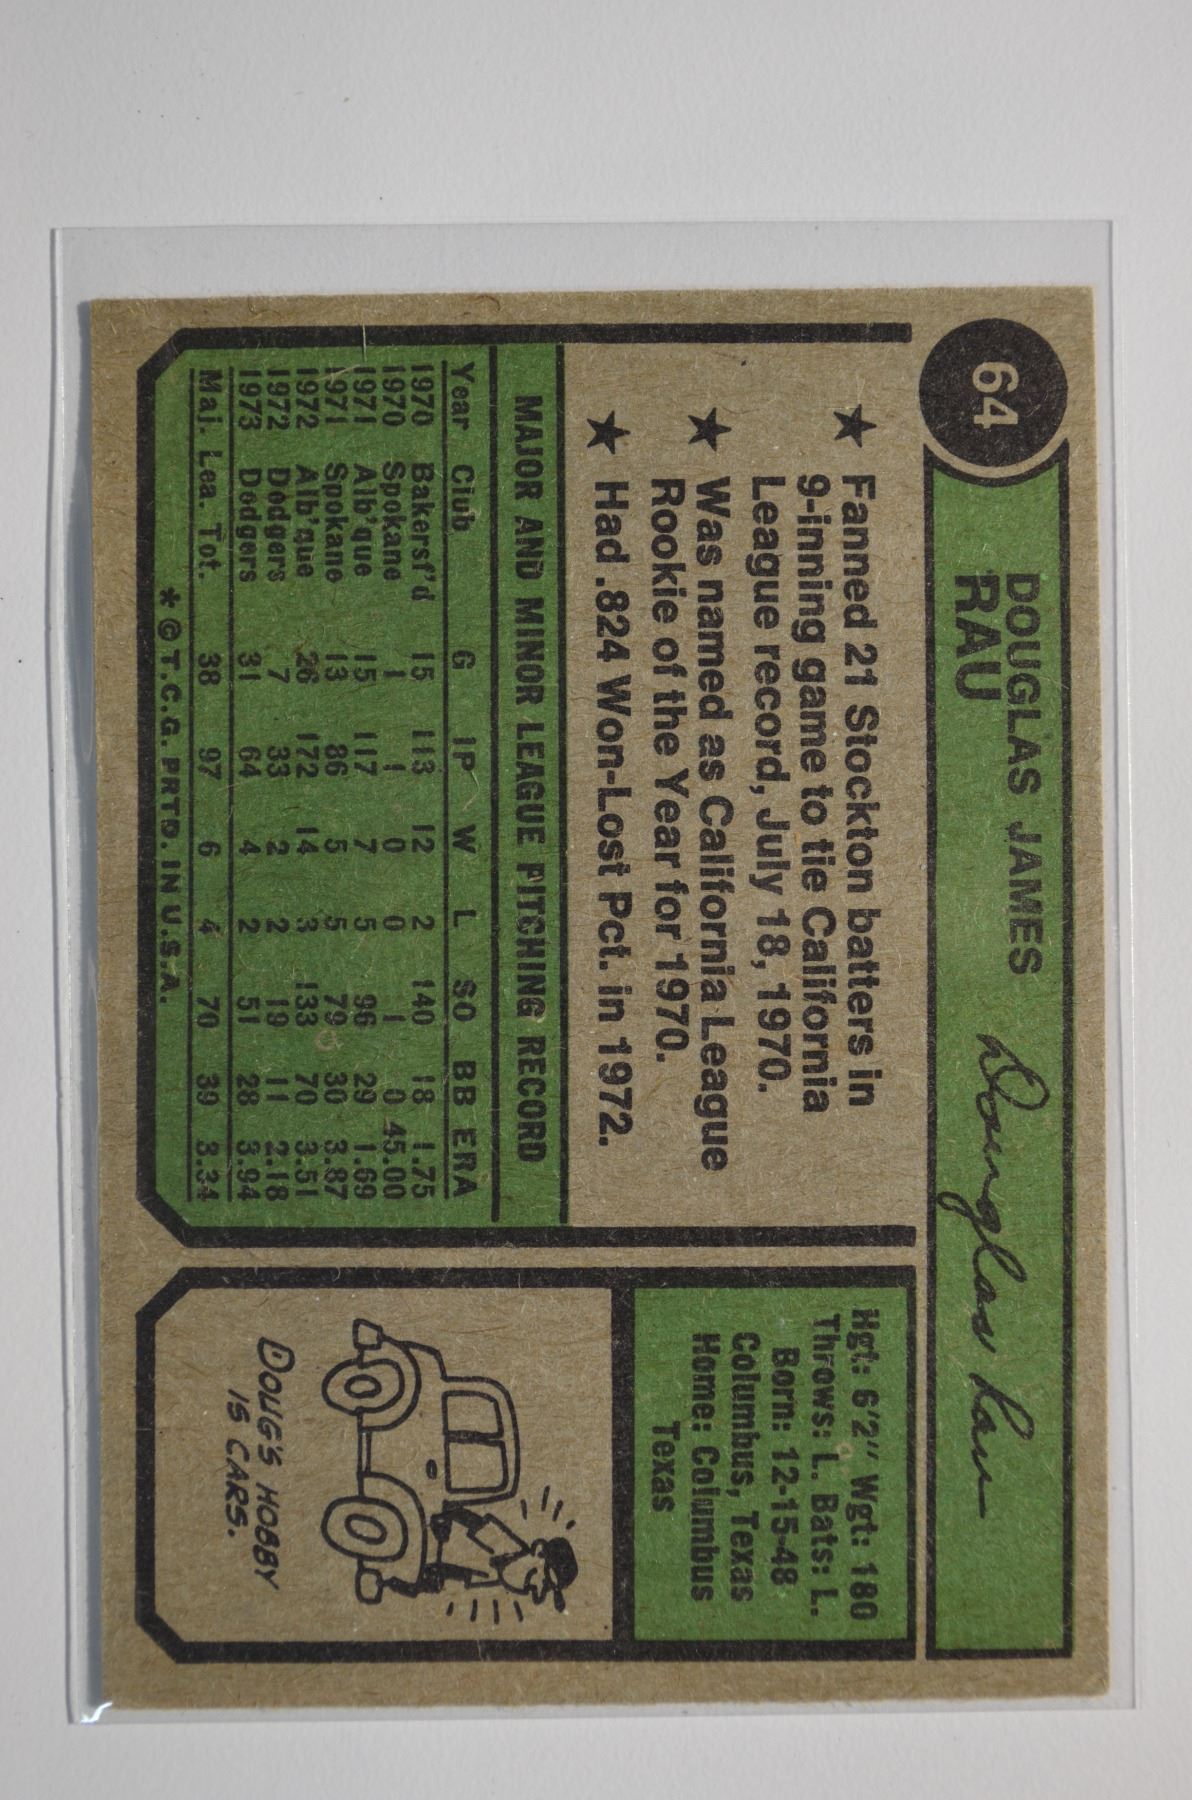 64
DOUGLAS JAMES
RAU
Douglas Rau
★ Fanned 21 Stockton batters in
9-inning game to tie California
League record, July 18, 1970.
★ Was named as California League
Rookie of the Year for 1970.
★ Had .824 Won-Lost Pct. in 1972.
MAJOR AND MINOR LEAGUE PITCHING RECORD
Year Club G IP W L SO BB ERA
1970 Bakersf'd 15 113 12 2 140 18 1.75
1970 Spokane 1 1 0 0 1 0 45.00
1971 Alb'que 15 117 7 5 96 29 1.69
1971 Spokane 13 86 5 5 79 30 3.87
1972 Alb'que 26 172 14 3 133 70 3.51
1972 Dodgers 7 33 2 2 19 11 2.18
1973 Dodgers 31 64 4 2 51 28 3.94
Maj. Lea. Tot. 38 97 6 4 70 39 3.34
* © T.C.G. PRTD. IN U.S.A.
Hgt: 6'2" Wgt: 180
Throws: L. Bats: L.
Born: 12-15-48
Columbus, Texas
Home: Columbus
Texas
DOUG'S HOBBY
IS CARS.